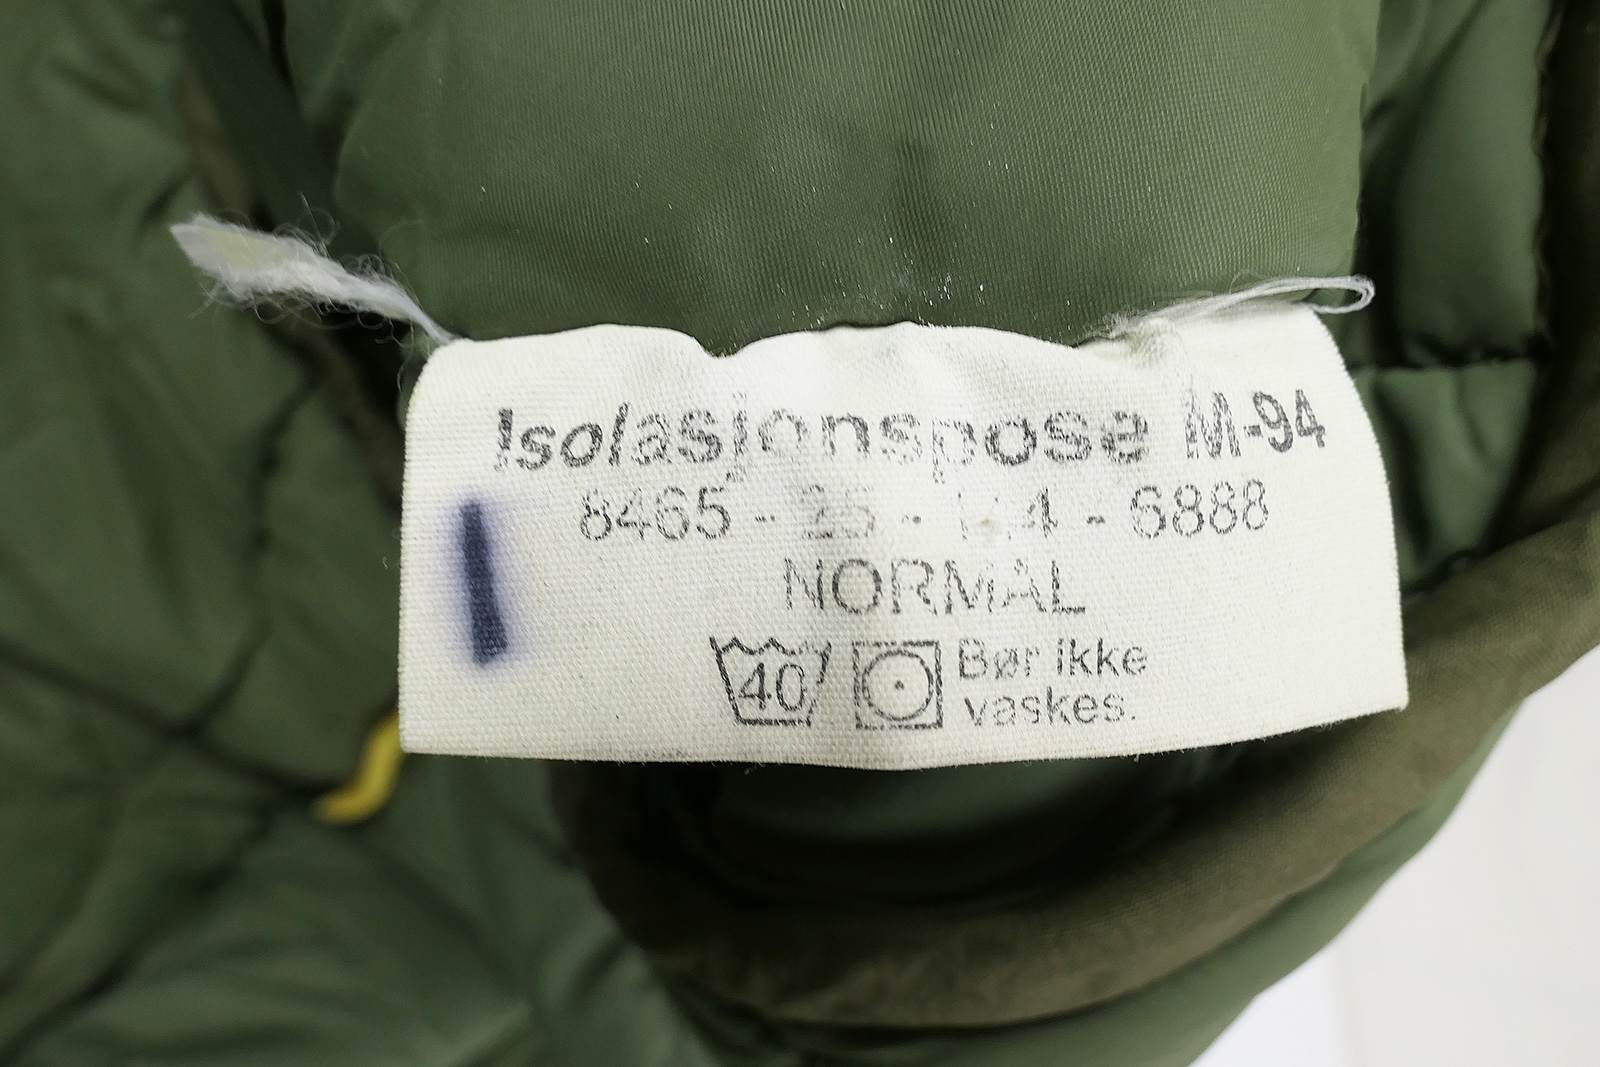 Isolasjonspose M-94
8465 - 25 - - 6888
NORMAL
40
Bør ikke
vaskes.